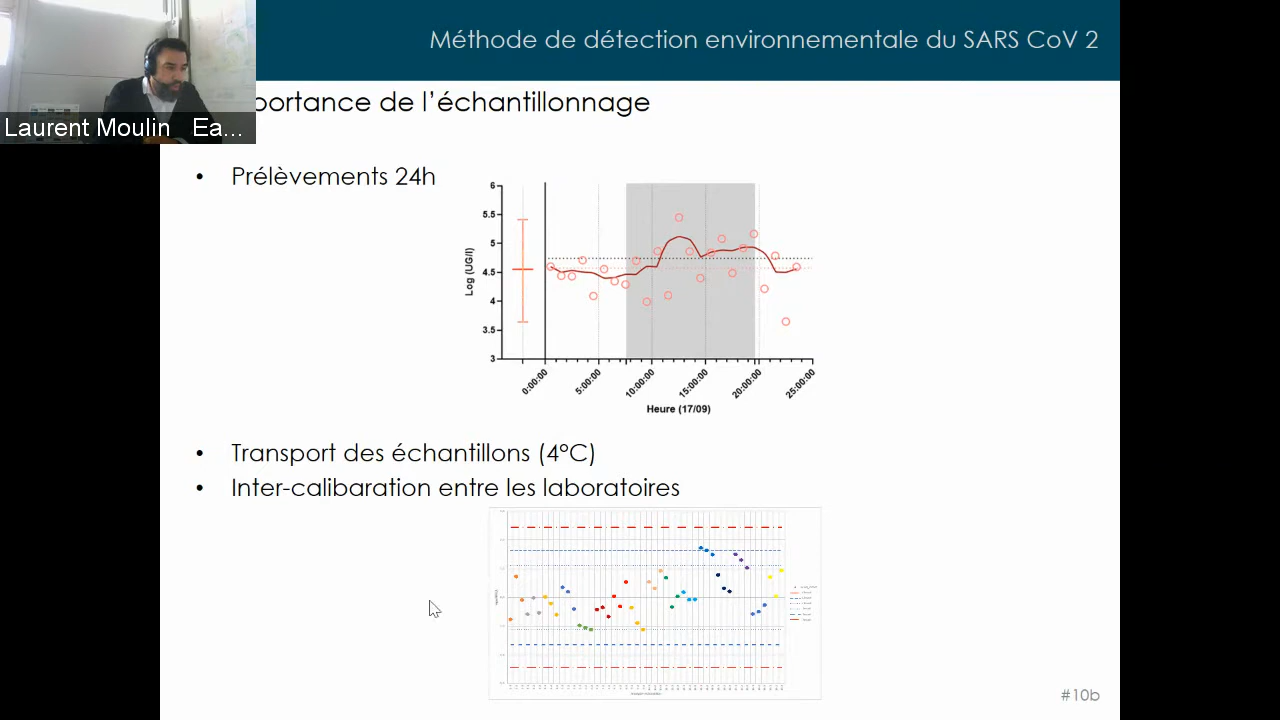 Méthode de détection environnementale du SARS CoV 2
portance de l'échantillonnage
Laurent Moulin Ea...
• Prélèvements 24h
6
5.5
5
4.5
4
3.5
3
Log (UG/l)
0:00:00
5:00:00
10:00:00
15:00:00
20:00:00
25:00:00
Heure (17/09)
• Transport des échantillons (4°C)
• Inter-calibaration entre les laboratoires
#10b